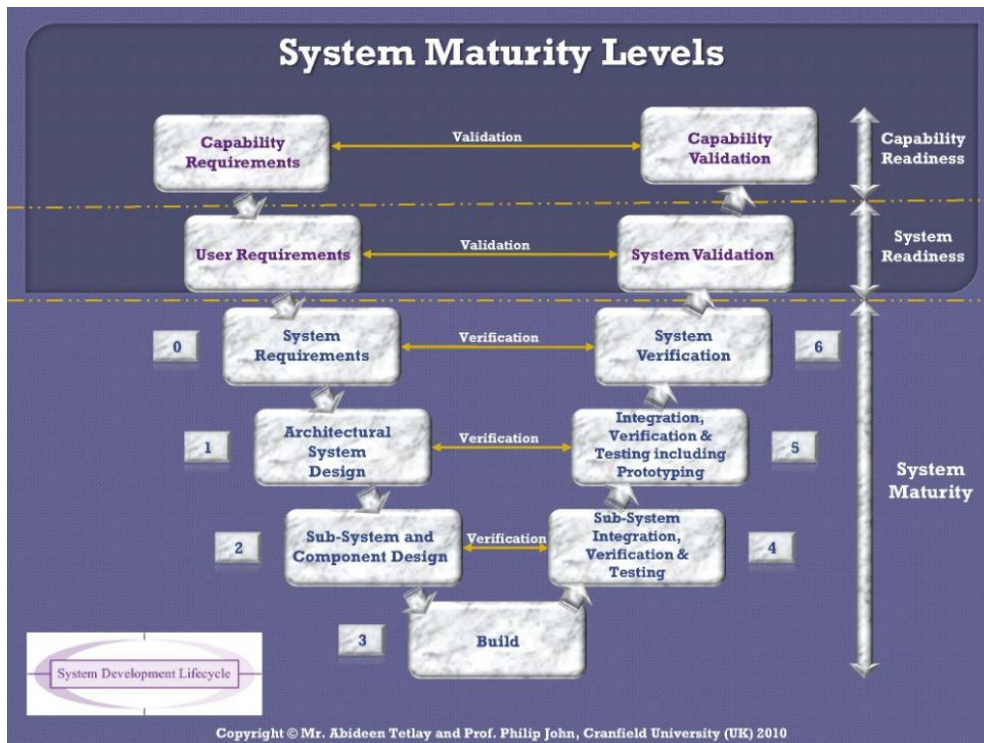 System Maturity Levels
Capability
Requirements
Validation
Capability
Validation
Capability
Readiness
User Requirements
Validation
System Validation
System
Readiness
0
System
Requirements
Verification
System
Verification
6
1
Architectural
System
Design
Verification
Integration,
Verification &
Testing including
Prototyping
5
System
Maturity
2
Sub-System and
Component Design
Verification
Sub-System
Integration,
Verification &
Testing
4
3
Build
System Development Lifecycle
Copyright © Mr. Abideen Tetlay and Prof. Philip John, Cranfield University (UK) 2010